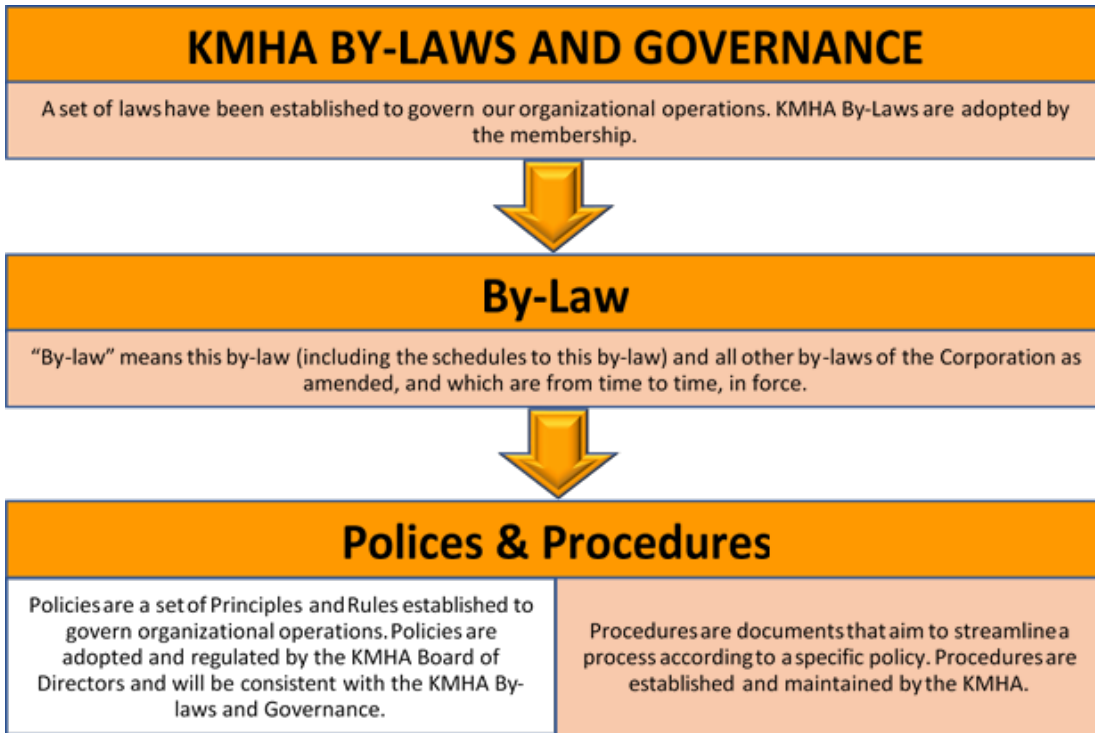 KMHA BY-LAWS AND GOVERNANCE
A set of laws have been established to govern our organizational operations. KMHA By-Laws are adopted by
the membership.
By-Law
“By-law” means this by-law (including the schedules to this by-law) and all other by-laws of the Corporation as
amended, and which are from time to time, in force.
Polices & Procedures
Policies are a set of Principles and Rules established to
govern organizational operations. Policies are
adopted and regulated by the KMHA Board of
Directors and will be consistent with the KMHA By-
laws and Governance.
Procedures are documents that aim to streamline a
process according to a specific policy. Procedures are
established and maintained by the KMHA.